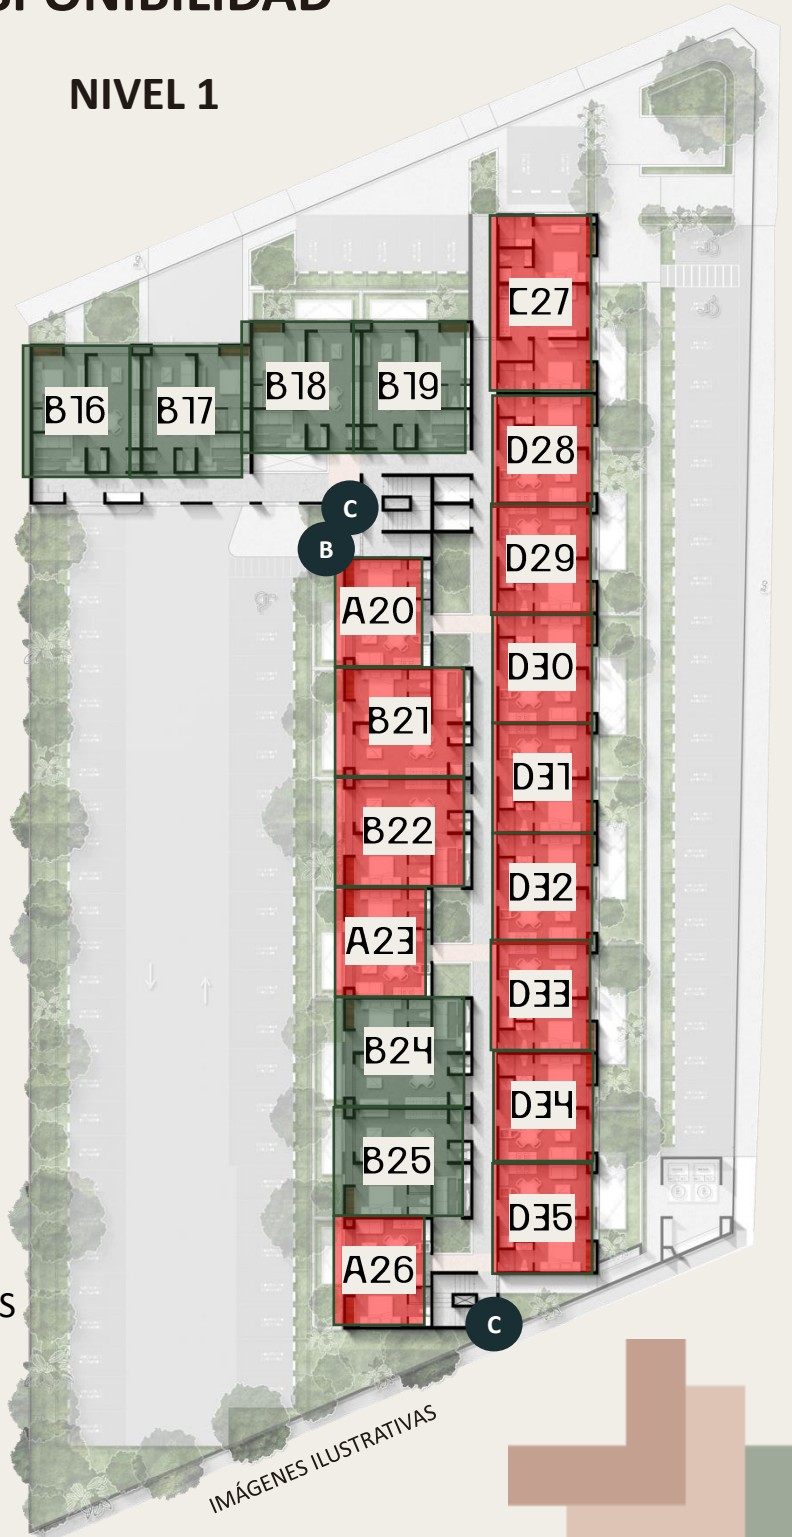 SPONIBILIDAD
NIVEL 1
C27
B16
B17
B18
B19
D28
C
B
D29
A20
D30
B21
D31
B22
D32
A23
D33
B24
D34
B25
D35
A26
S
C
IMÁGENES ILUSTRATIVAS